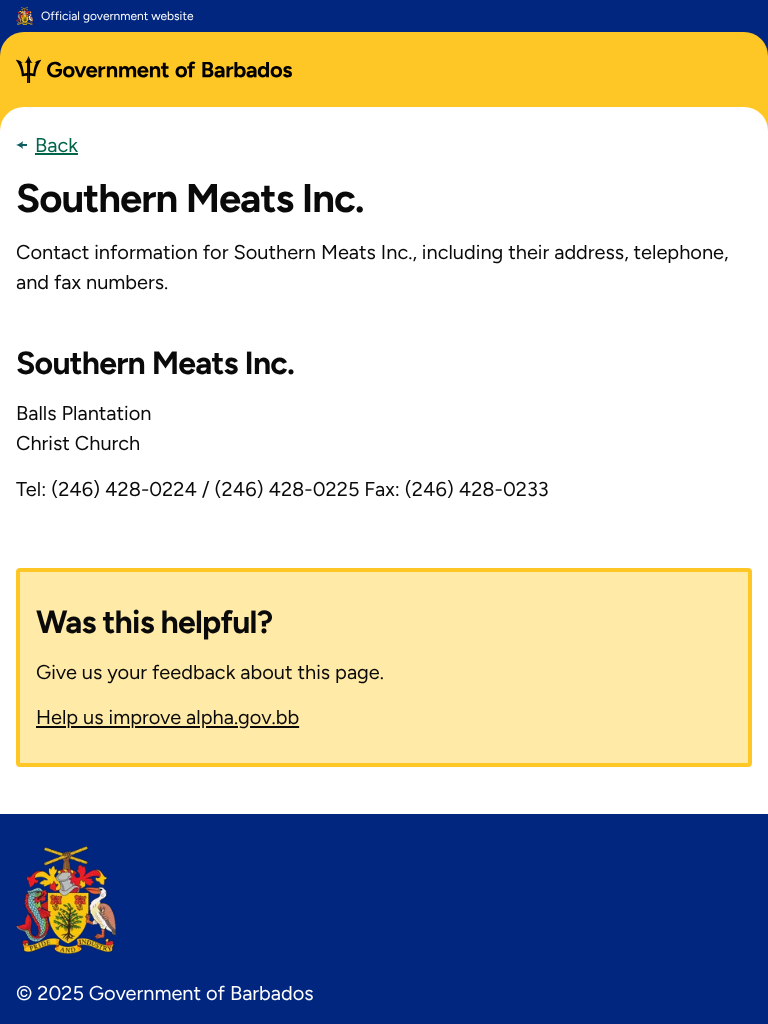 Official government website
Government of Barbados
Back
Southern Meats Inc.
Contact information for Southern Meats Inc., including their address, telephone,
and fax numbers.
Southern Meats Inc.
Balls Plantation
Christ Church
Tel: (246) 428-0224 / (246) 428-0225 Fax: (246) 428-0233
Was this helpful?
Give us your feedback about this page.
Help us improve alpha.gov.bb
PRIDE AND INDUSTRY
© 2025 Government of Barbados